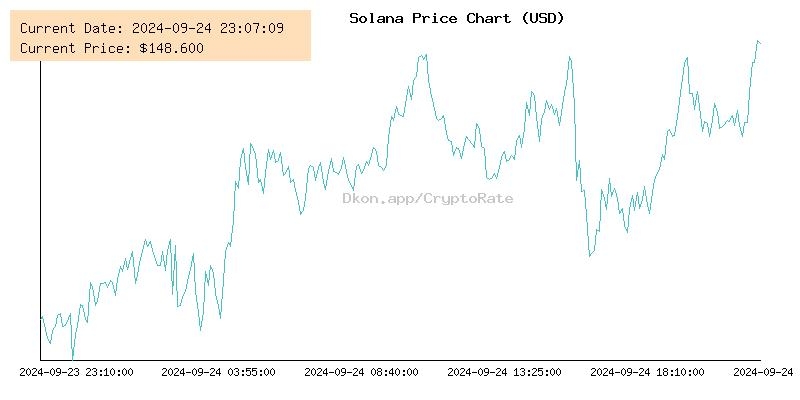 Solana Price Chart (USD)
Current Date: 2024-09-24 23:07:09
Current Price: $148.600
Dkon.app/CryptoRate
2024-09-23 23:10:00 2024-09-24 03:55:00 2024-09-24 08:40:00 2024-09-24 13:25:00 2024-09-24 18:10:00 2024-09-24